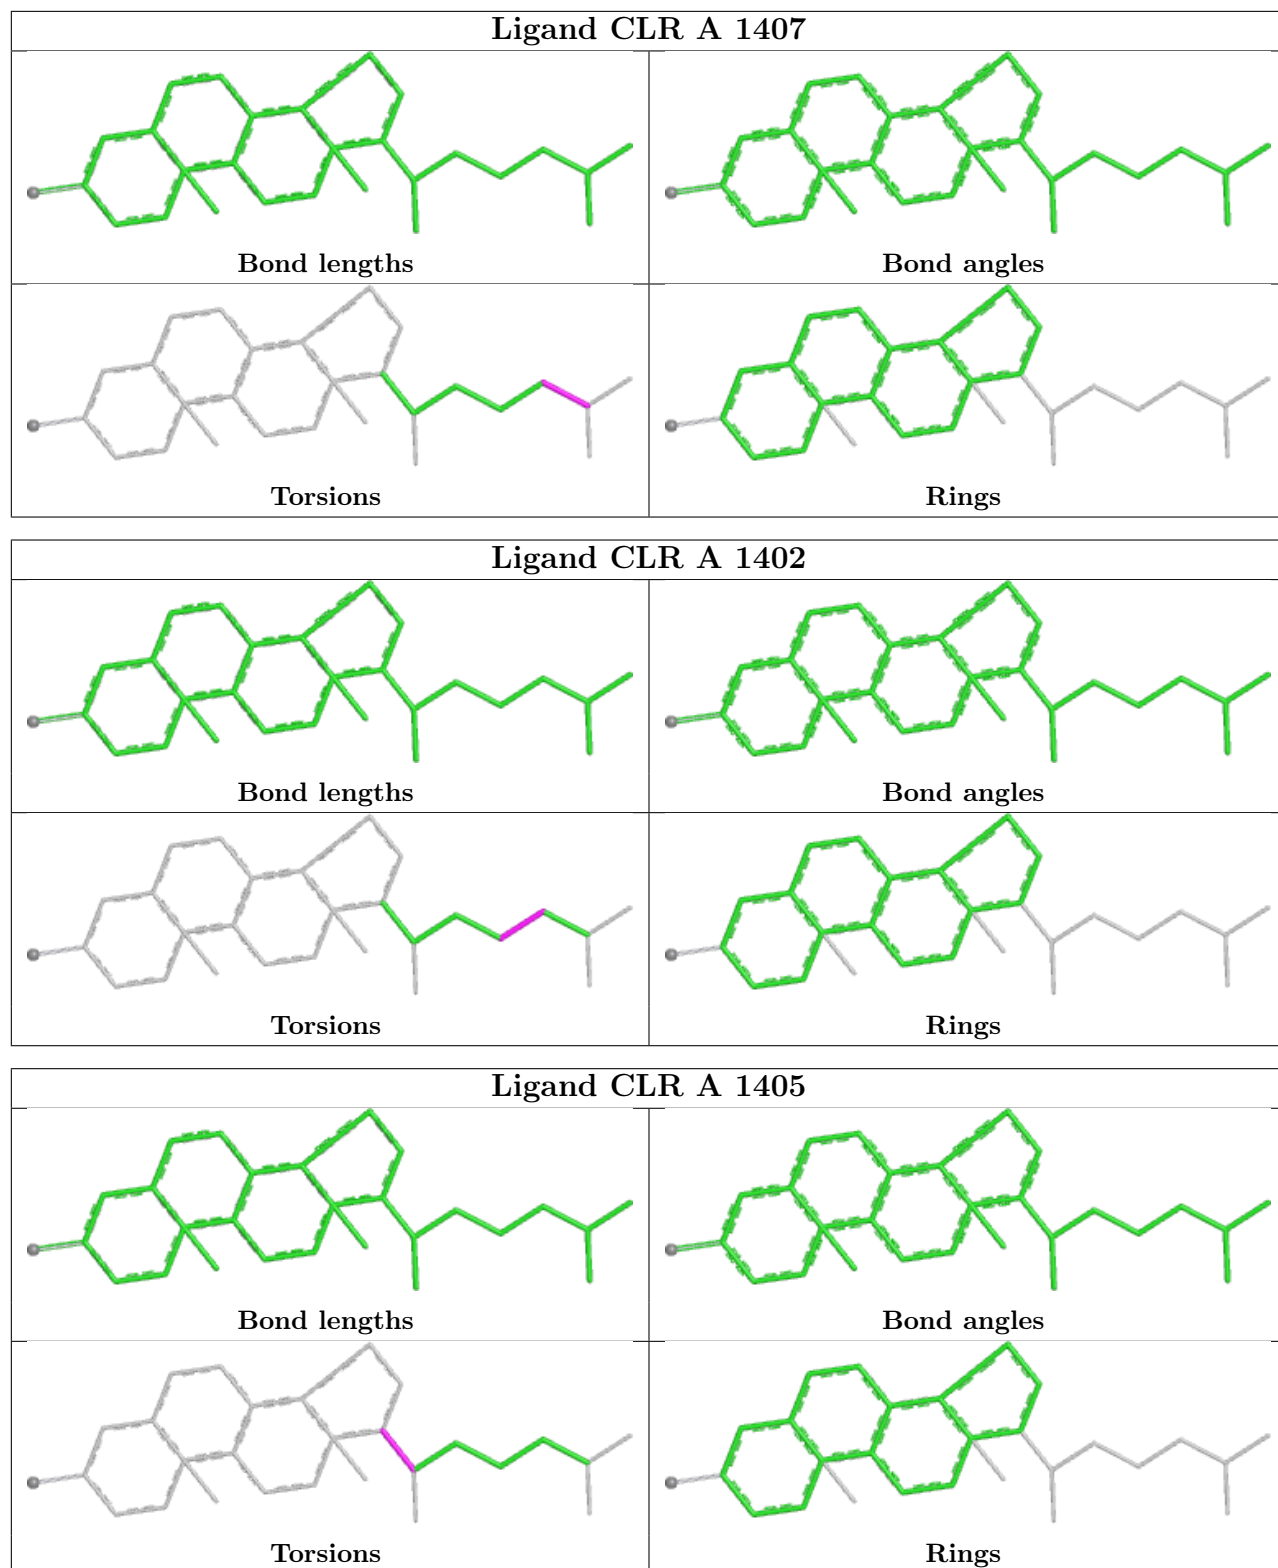 Ligand CLR A 1407
Bond lengths
Bond angles
Torsions
Rings
Ligand CLR A 1402
Bond lengths
Bond angles
Torsions
Rings
Ligand CLR A 1405
Bond lengths
Bond angles
Torsions
Rings